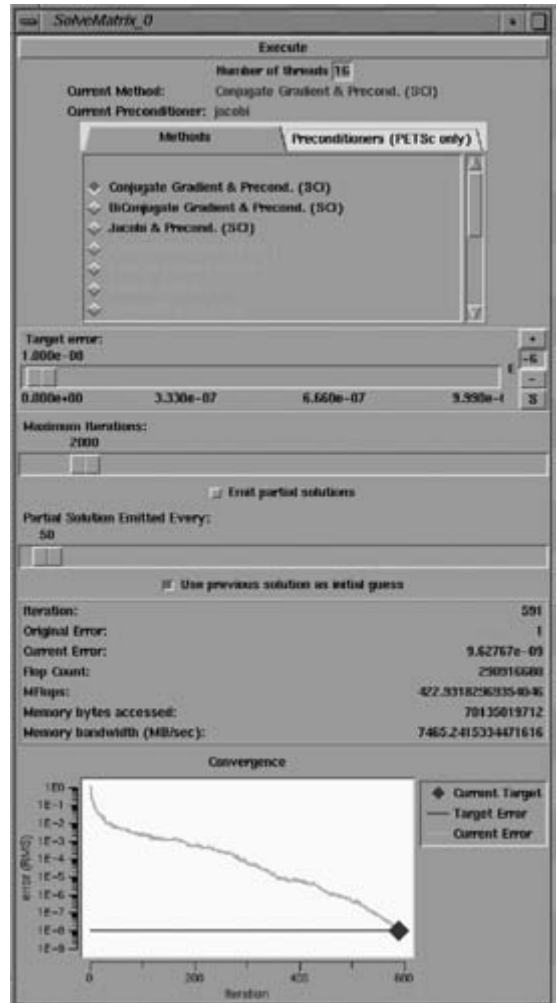 SolveMatrix_0
Execute
Number of threads 16
Current Method: Conjugate Gradient & Precond. (SCI)
Current Preconditioner: jacobi
Methods Preconditioners (PETSc only)
Conjugate Gradient & Precond. (SCI)
BiConjugate Gradient & Precond. (SCI)
Jacobi & Precond. (SCI)
Target error:
1.000e-08
+
E -6
-
S
0.000e+00 3.330e-07 6.660e-07 9.990e-
Maximum Iterations:
2000
Emit partial solutions
Partial Solution Emitted Every:
50
Use previous solution as initial guess
Iteration: 591
Original Error: 1
Current Error: 9.62767e-09
Flop Count:
MFlops:
Memory bytes accessed: 70135019712
Memory bandwidth (MB/sec): 7465.2415334471616
Convergence
1E0
1E-1
1E-2
1E-3
1E-4
1E-5
1E-6
1E-7
1E-8
1E-9
error (RMS)
0 200 400 600
Iteration
Current Target
Target Error
Current Error